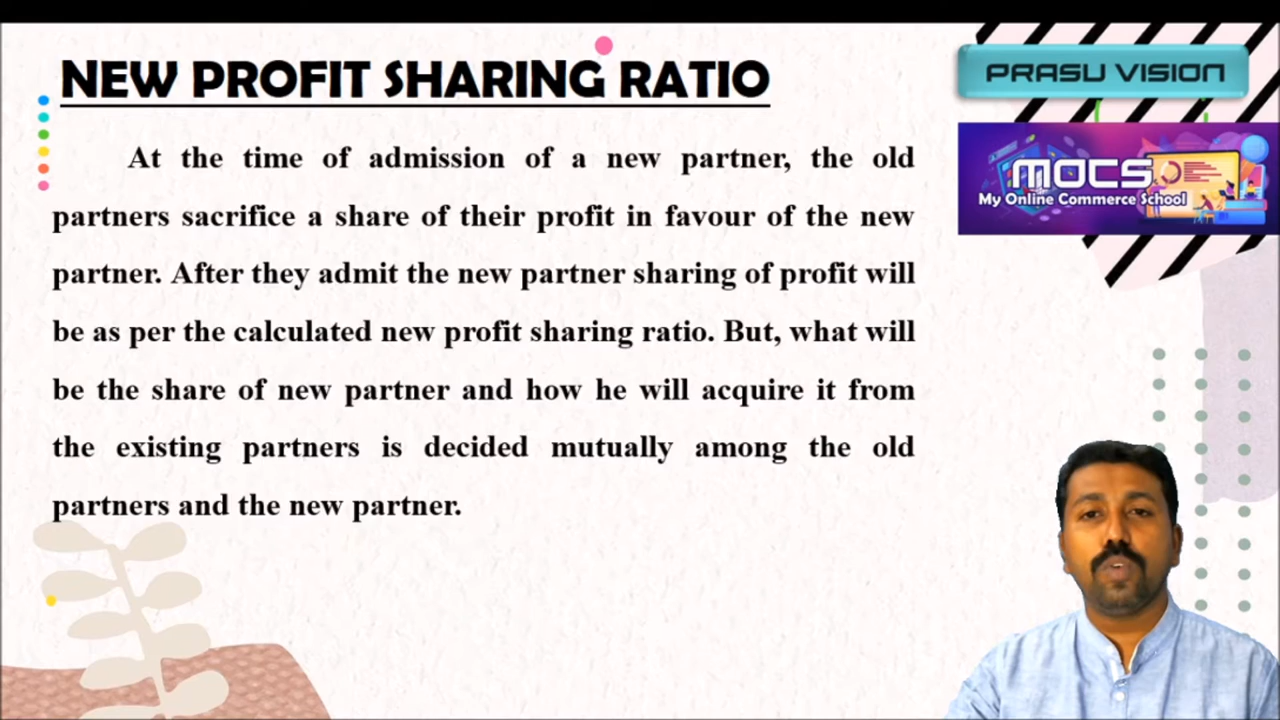 NEW PROFIT SHARING RATIO
At the time of admission of a new partner, the old
partners sacrifice a share of their profit in favour of the new
partner. After they admit the new partner sharing of profit will
be as per the calculated new profit sharing ratio. But, what will
be the share of new partner and how he will acquire it from
the existing partners is decided mutually among the old
partners and the new partner.
PRASU VISION
MOCS
My Online Commerce School